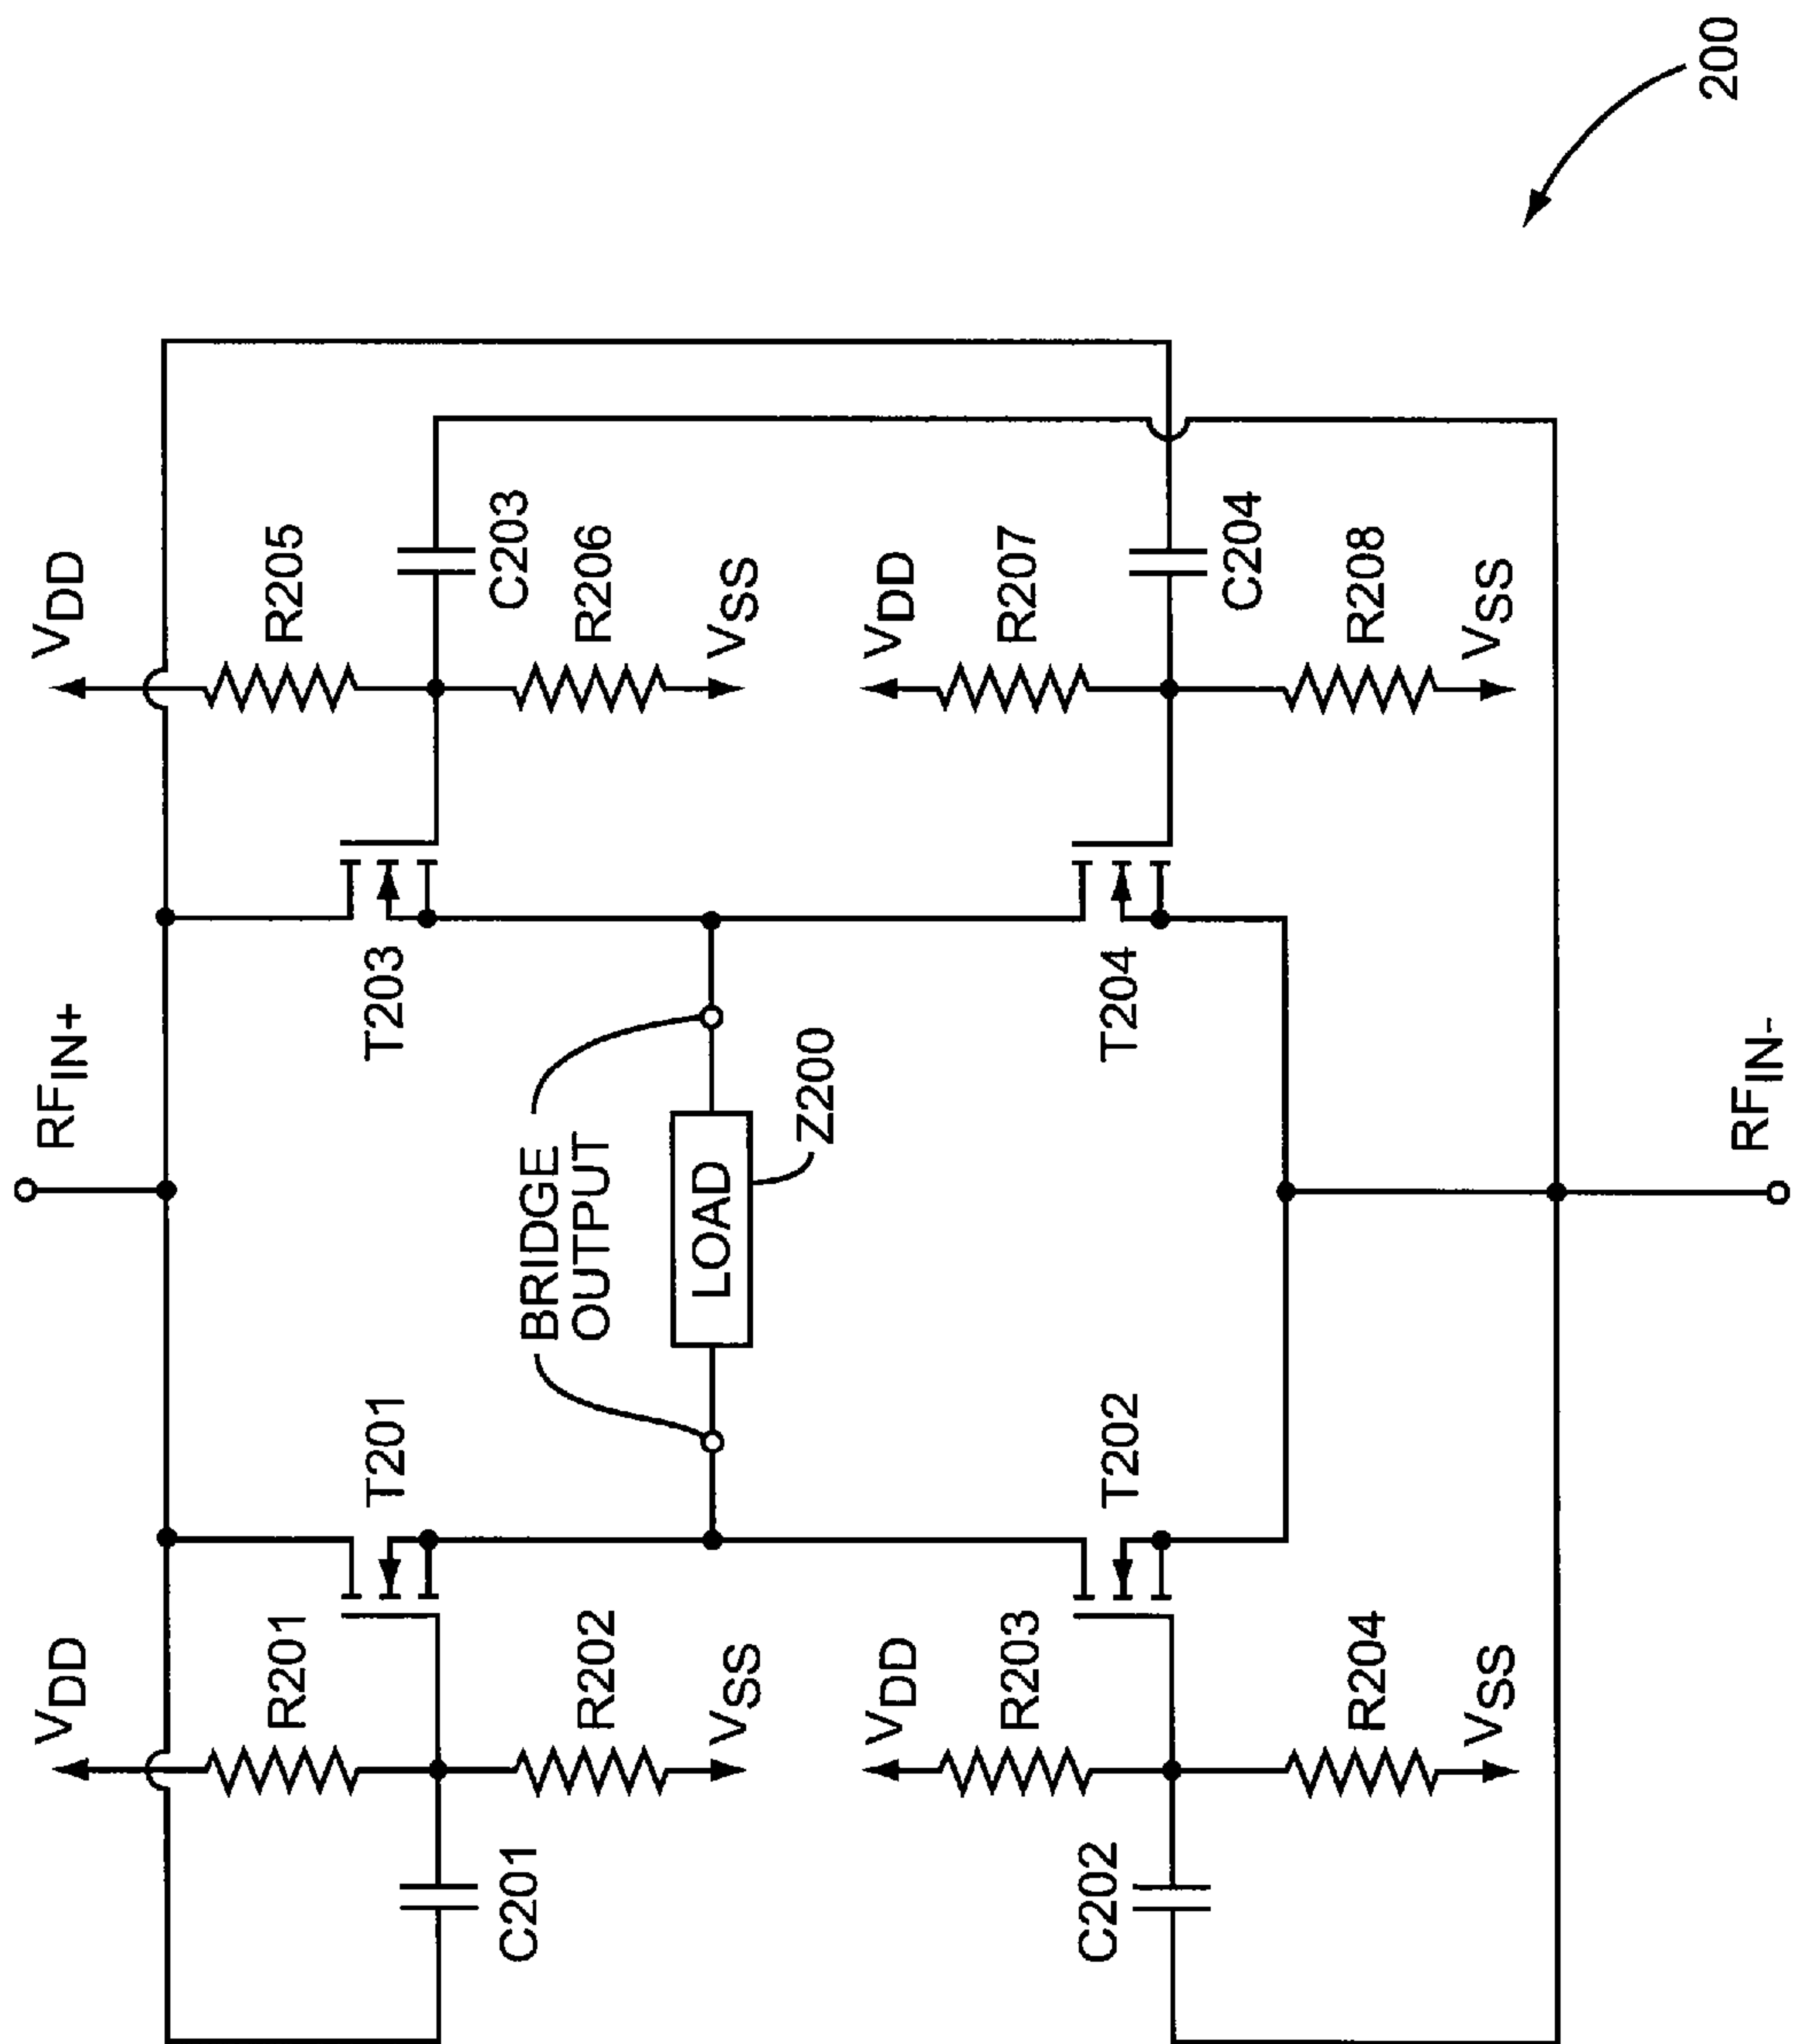 200
RFIN+
VDD
VDD
R201
R205
T201
T203
C201
C203
R202
R206
BRIDGE
OUTPUT
VSS
VSS
LOAD
Z200
VDD
VDD
R203
R207
T202
T204
C202
C204
R204
R208
VSS
VSS
RFIN-